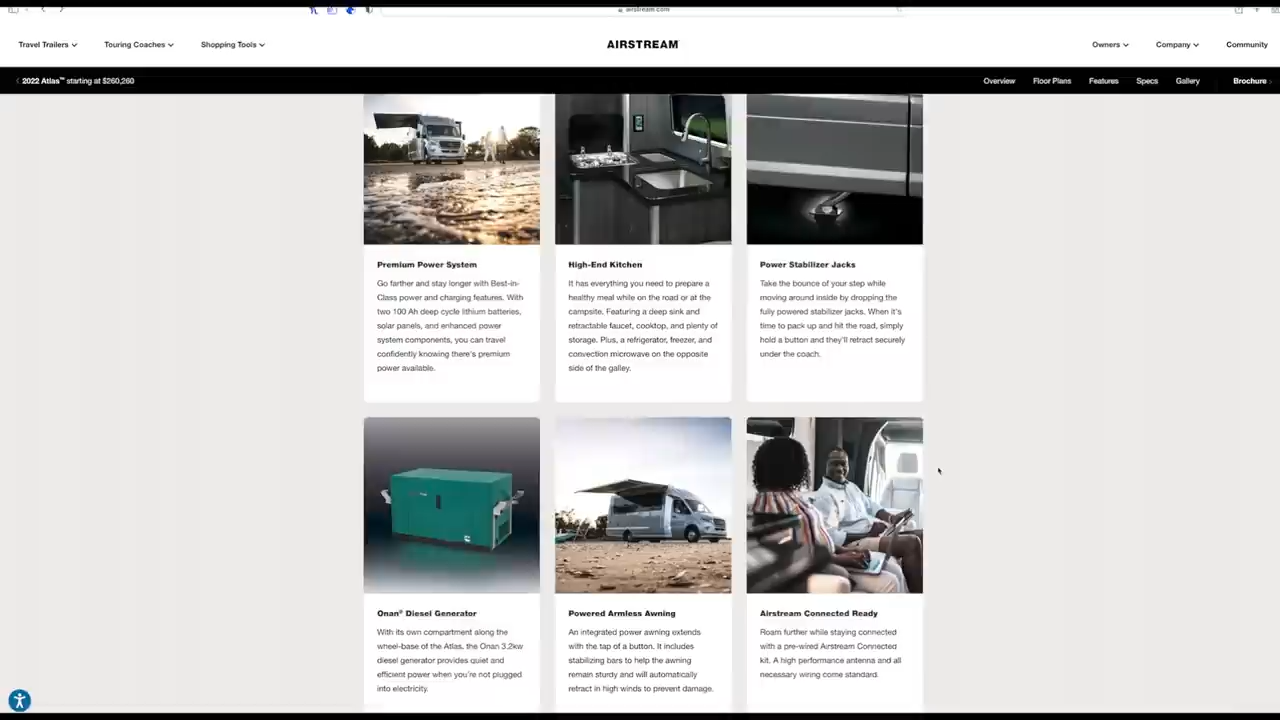 airstream.com
Travel Trailers
Touring Coaches
Shopping Tools
AIRSTREAM
Owners
Company
Community
2022 Atlas™ starting at $260,260
Overview
Floor Plans
Features
Specs
Gallery
Brochure
Premium Power System
Go farther and stay longer with Best-in-
Class power and charging features. With
two 100 Ah deep cycle lithium batteries,
solar panels, and enhanced power
system components, you can travel
confidently knowing there's premium
power available.
High-End Kitchen
It has everything you need to prepare a
healthy meal while on the road or at the
campsite. Featuring a deep sink and
retractable faucet, cooktop, and plenty of
storage. Plus, a refrigerator, freezer, and
convection microwave on the opposite
side of the galley.
Power Stabilizer Jacks
Take the bounce of your step while
moving around inside by dropping the
fully powered stabilizer jacks. When it's
time to pack up and hit the road, simply
hold a button and they'll retract securely
under the coach.
Onan® Diesel Generator
With its own compartment along the
wheel-base of the Atlas, the Onan 3.2kw
diesel generator provides quiet and
efficient power when you're not plugged
into electricity.
Powered Armless Awning
An integrated power awning extends
with the tap of a button. It includes
stabilizing bars to help the awning
remain sturdy and will automatically
retract in high winds to prevent damage.
Airstream Connected Ready
Roam further while staying connected
with a pre-wired Airstream Connected
kit. A high performance antenna and all
necessary wiring come standard.